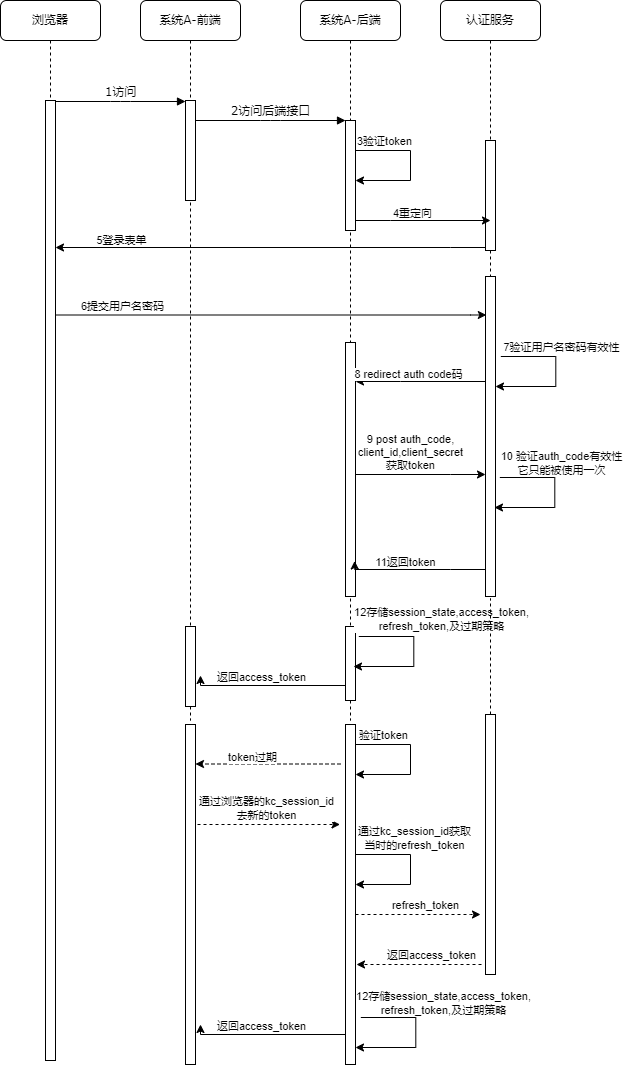 浏览器
系统A-前端
系统A-后端
认证服务
1访问
2访问后端接口
3验证token
4重定向
5登录表单
6提交用户名密码
7验证用户名密码有效性
8 redirect auth code码
9 post auth_code,
client_id,client_secret
获取token
10 验证auth_code有效性
它只能被使用一次
11返回token
12存储session_state,access_token,
refresh_token,及过期策略
返回access_token
验证token
token过期
通过浏览器的kc_session_id
去新的token
通过kc_session_id获取
当时的refresh_token
refresh_token
返回access_token
12存储session_state,access_token,
refresh_token,及过期策略
返回access_token